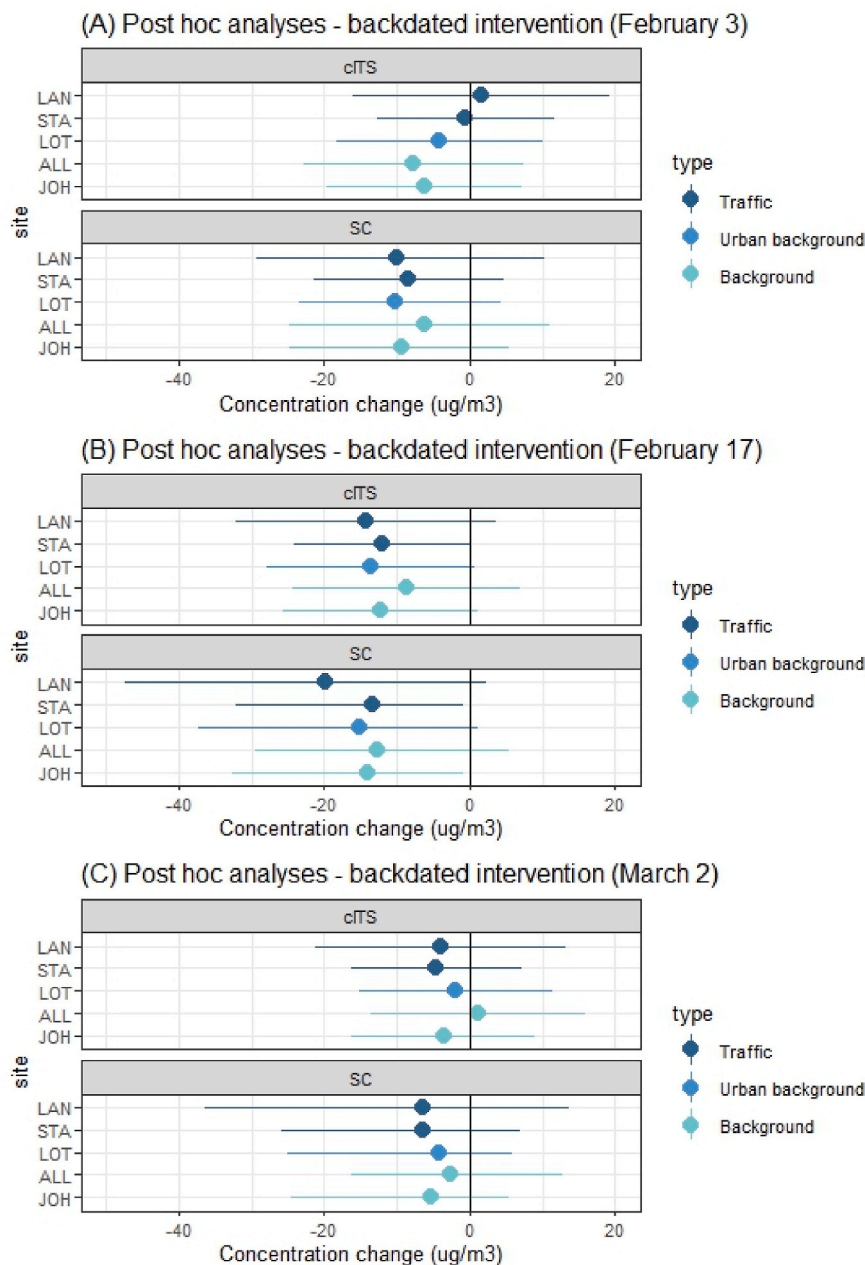 (A) Post hoc analyses - backdated intervention (February 3)
cITS
LAN
STA
LOT
ALL
JOH
site
SC
LAN
STA
LOT
ALL
JOH
-40 -20 0 20
Concentration change (ug/m3)
type
Traffic
Urban background
Background
(B) Post hoc analyses - backdated intervention (February 17)
cITS
LAN
STA
LOT
ALL
JOH
site
SC
LAN
STA
LOT
ALL
JOH
-40 -20 0 20
Concentration change (ug/m3)
type
Traffic
Urban background
Background
(C) Post hoc analyses - backdated intervention (March 2)
cITS
LAN
STA
LOT
ALL
JOH
site
SC
LAN
STA
LOT
ALL
JOH
-40 -20 0 20
Concentration change (ug/m3)
type
Traffic
Urban background
Background